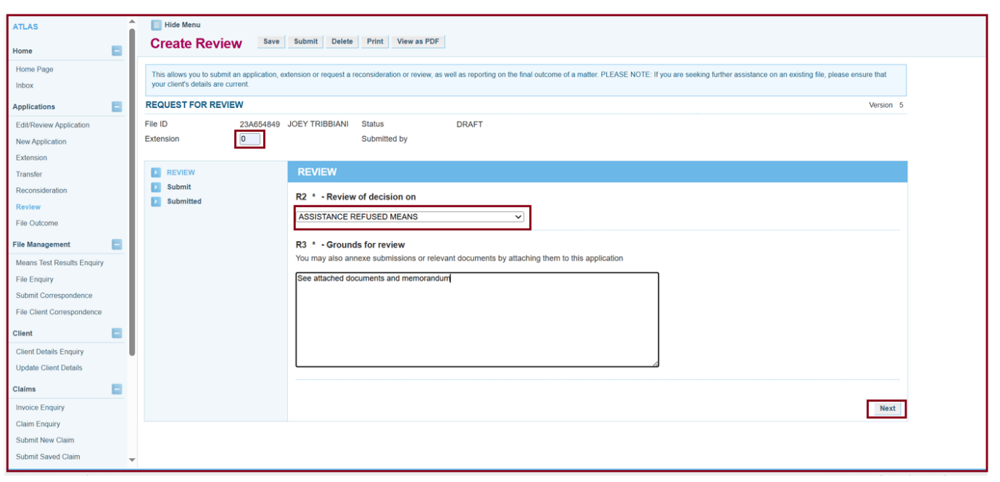 ATLAS
Home
Home Page
Inbox
Applications
Edit/Review Application
New Application
Extension
Transfer
Reconsideration
Review
File Outcome
File Management
Means Test Results Enquiry
File Enquiry
Submit Correspondence
File Client Correspondence
Client
Client Details Enquiry
Update Client Details
Claims
Invoice Enquiry
Claim Enquiry
Submit New Claim
Submit Saved Claim
Hide Menu
Create Review Save Submit Delete Print View as PDF
This allows you to submit an application, extension or request a reconsideration or review, as well as reporting on the final outcome of a matter. PLEASE NOTE: If you are seeking further assistance on an existing file, please ensure that
your client's details are current.
REQUEST FOR REVIEW Version 5
File ID 23A654849 JOEY TRIBBIANI Status DRAFT
Extension 0 Submitted by
REVIEW
Submit
Submitted
REVIEW
R2 * - Review of decision on
ASSISTANCE REFUSED MEANS
R3 * - Grounds for review
You may also annexe submissions or relevant documents by attaching them to this application
See attached documents and memorandum
Next